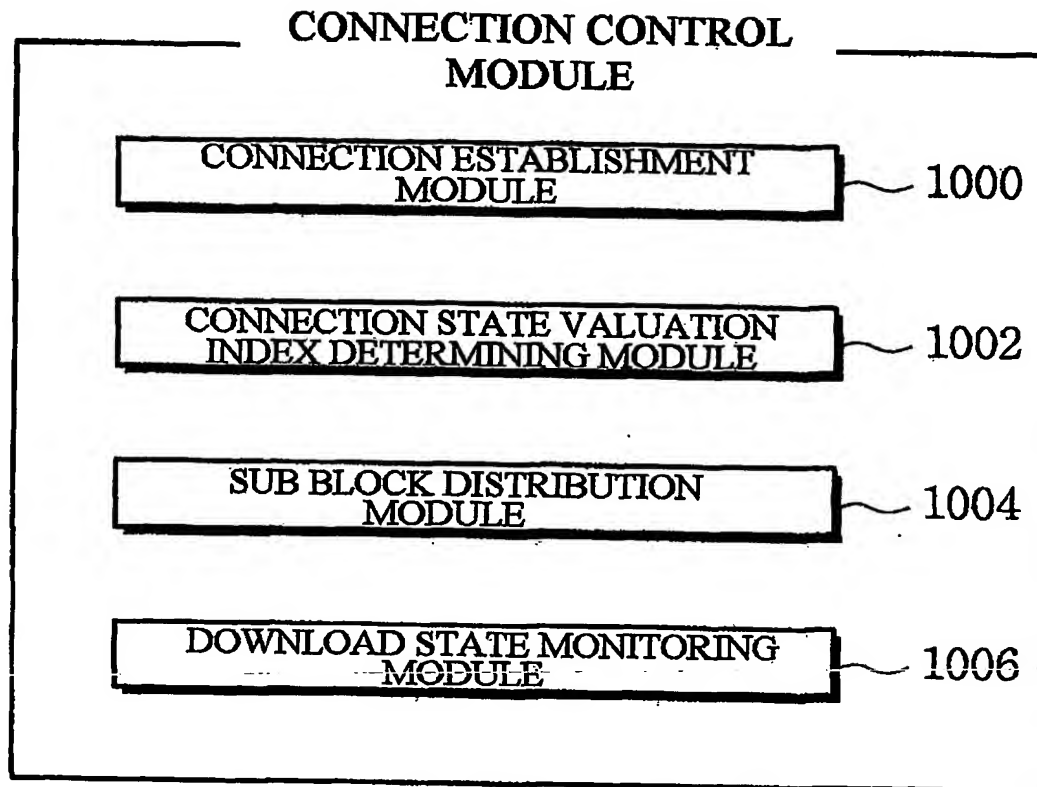 CONNECTION CONTROL
MODULE
CONNECTION ESTABLISHMENT
MODULE
1000
CONNECTION STATE VALUATION
INDEX DETERMINING MODULE
1002
SUB BLOCK DISTRIBUTION
MODULE
1004
DOWNLOAD STATE MONITORING
MODULE
1006